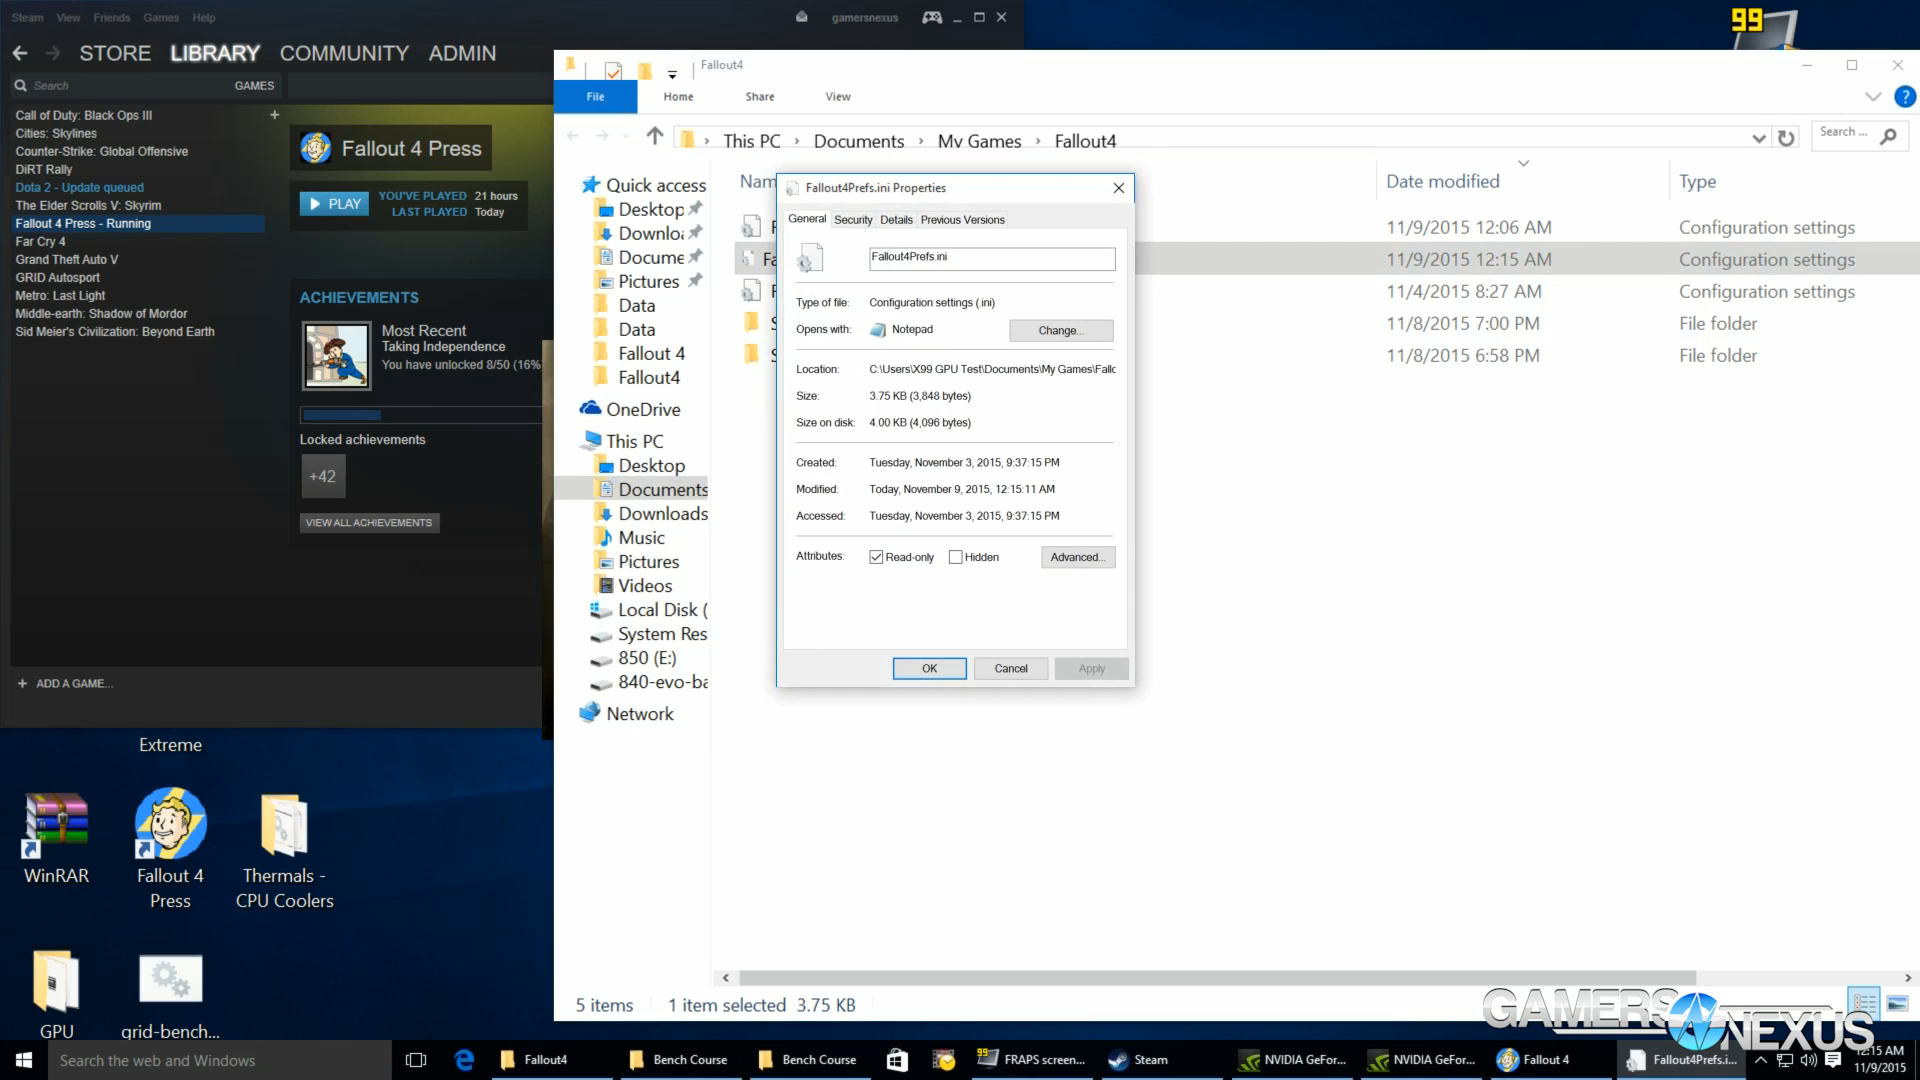 Steam View Friends Games Help
gamersnexus
STORE LIBRARY COMMUNITY ADMIN
Search
GAMES
Call of Duty: Black Ops III
Cities: Skylines
Counter-Strike: Global Offensive
DiRT Rally
Dota 2 - Update queued
The Elder Scrolls V: Skyrim
Fallout 4 Press - Running
Far Cry 4
Grand Theft Auto V
GRID Autosport
Metro: Last Light
Middle-earth: Shadow of Mordor
Sid Meier's Civilization: Beyond Earth
+ ADD A GAME...
Fallout 4 Press
PLAY
YOU'VE PLAYED 21 hours
LAST PLAYED Today
ACHIEVEMENTS
Most Recent
Taking Independence
You have unlocked 8/50 (16%
Locked achievements
+42
VIEW ALL ACHIEVEMENTS
99
Fallout4
File Home Share View
This PC › Documents › My Games › Fallout4
Search ...
Quick access
Desktop
Downloa
Docume
Pictures
Data
Data
Fallout 4
Fallout4
OneDrive
This PC
Desktop
Documents
Downloads
Music
Pictures
Videos
Local Disk (
System Res
850 (E:)
840-evo-ba
Network
Nam
Date modified
Type
11/9/2015 12:06 AM Configuration settings
Fa 11/9/2015 12:15 AM Configuration settings
11/4/2015 8:27 AM Configuration settings
11/8/2015 7:00 PM File folder
11/8/2015 6:58 PM File folder
Fallout4Prefs.ini Properties
General Security Details Previous Versions
Fallout4Prefs.ini
Type of file: Configuration settings (.ini)
Opens with: Notepad Change...
Location: C:\Users\X99 GPU Test\Documents\My Games\Fallo
Size: 3.75 KB (3,848 bytes)
Size on disk: 4.00 KB (4,096 bytes)
Created: Tuesday, November 3, 2015, 9:37:15 PM
Modified: Today, November 9, 2015, 12:15:11 AM
Accessed: Tuesday, November 3, 2015, 9:37:15 PM
Attributes: Read-only Hidden Advanced...
OK Cancel Apply
5 items 1 item selected 3.75 KB
Extreme
WinRAR
Fallout 4
Press
Thermals -
CPU Coolers
GPU
grid-bench...
GAMERS
NEXUS
Search the web and Windows
Fallout4
Bench Course
Bench Course
99
FRAPS screen...
Steam
NVIDIA GeFor...
NVIDIA GeFor...
Fallout 4
Fallout4Prefs.i...
12:15 AM
11/9/2015